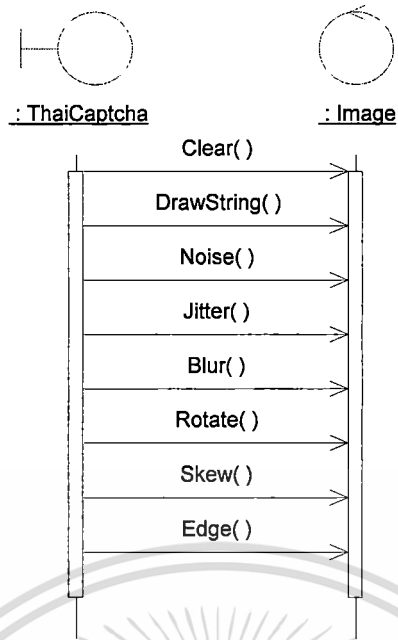 : ThaiCaptcha
: Image
Clear( )
DrawString( )
Noise( )
Jitter( )
Blur( )
Rotate( )
Skew( )
Edge( )